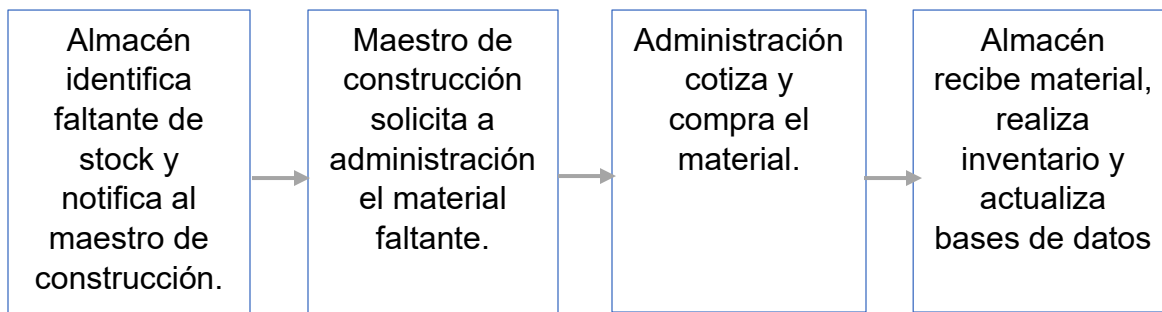 Almacén
identifica
faltante de
stock y
notifica al
maestro de
construcción.
Maestro de
construcción
solicita a
administración
el material
faltante.
Administración
cotiza y
compra el
material.
Almacén
recibe material,
realiza
inventario y
actualiza
bases de datos